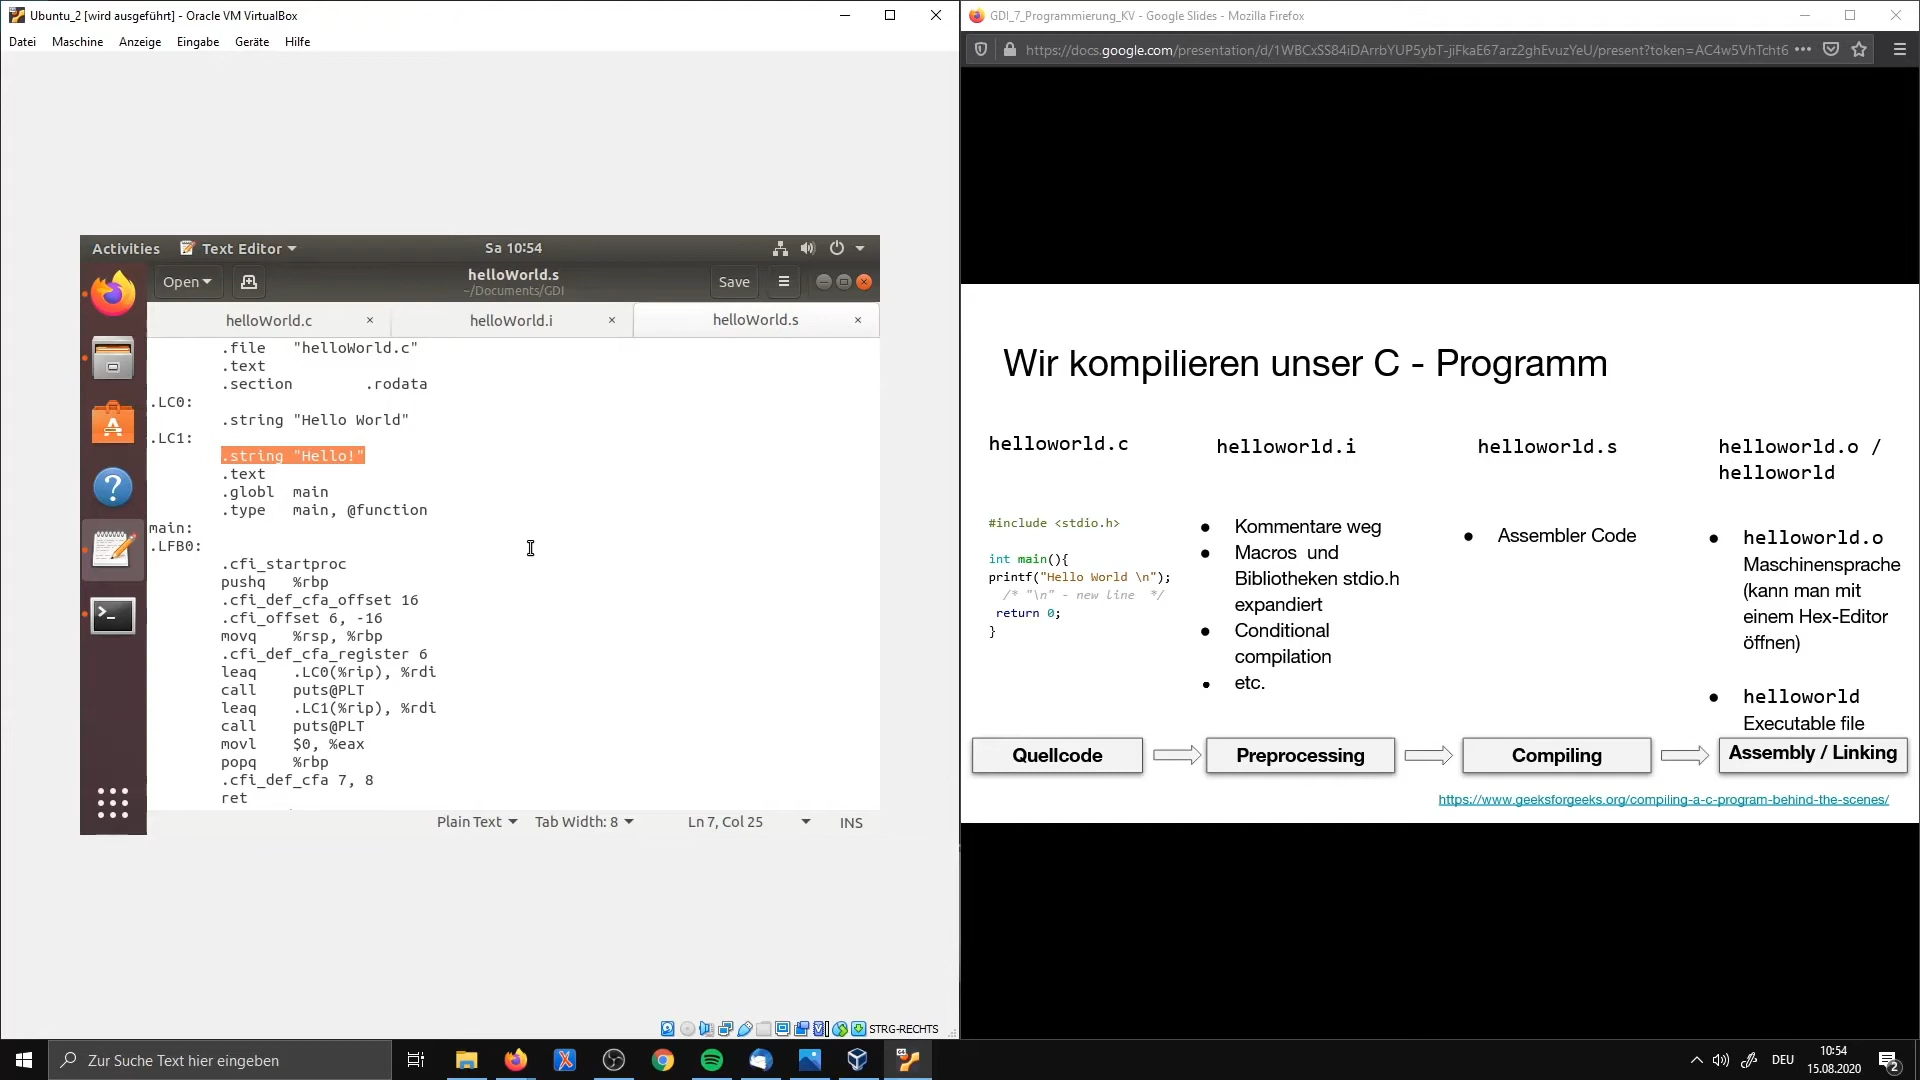 Ubuntu_2 [wird ausgeführt] - Oracle VM VirtualBox
Datei Maschine Anzeige Eingabe Geräte Hilfe
Activities Text Editor Sa 10:54
Open helloWorld.s Save
~/Documents/GDI
helloWorld.c × helloWorld.i × helloWorld.s ×
.file "helloWorld.c"
.text
.section .rodata
.LC0:
.string "Hello World"
.LC1:
.string "Hello!"
.text
.globl main
.type main, @function
main:
.LFB0:
.cfi_startproc
pushq %rbp
.cfi_def_cfa_offset 16
.cfi_offset 6, -16
movq %rsp, %rbp
.cfi_def_cfa_register 6
leaq .LC0(%rip), %rdi
call puts@PLT
leaq .LC1(%rip), %rdi
call puts@PLT
movl $0, %eax
popq %rbp
.cfi_def_cfa 7, 8
ret
Plain Text Tab Width: 8 Ln 7, Col 25 INS
STRG-RECHTS
GDI_7_Programmierung_KV - Google Slides - Mozilla Firefox
https://docs.google.com/presentation/d/1WBCxSS84iDArrbYUP5ybT-jiFkaE67arz2ghEvuzYeU/present?token=AC4w5VhTcht6
Wir kompilieren unser C - Programm
helloworld.c
#include <stdio.h>
int main(){
printf("Hello World \n");
/* "\n" - new line */
return 0;
}
helloworld.i
● Kommentare weg
● Macros und
Bibliotheken stdio.h
expandiert
● Conditional
compilation
● etc.
helloworld.s
● Assembler Code
helloworld.o /
helloworld
● helloworld.o
Maschinensprache
(kann man mit
einem Hex-Editor
öffnen)
● helloworld
Executable file
Quellcode Preprocessing Compiling Assembly / Linking
https://www.geeksforgeeks.org/compiling-a-c-program-behind-the-scenes/
Zur Suche Text hier eingeben
DEU
10:54
15.08.2020
2